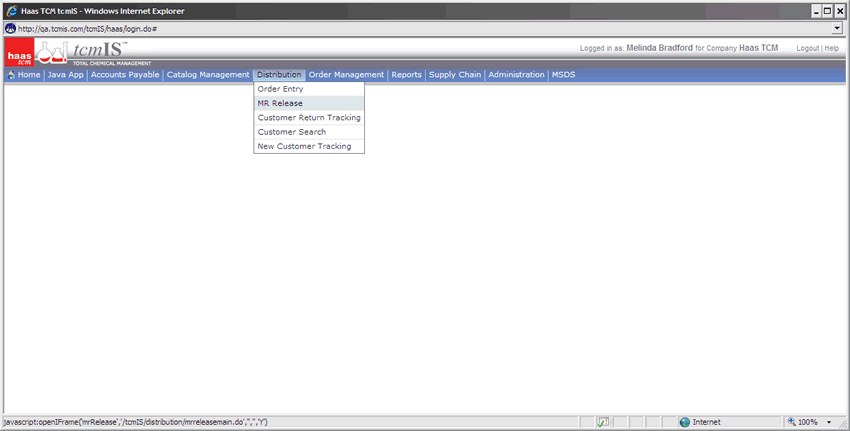 Haas TCM tcmIS - Windows Internet Explorer
http://qa.tcmis.com/tcmIS/haas/login.do#
haas tcm
tcmIS™
TOTAL CHEMICAL MANAGEMENT
Logged in as: Melinda Bradford for Company Haas TCM
Logout | Help
Home | Java App | Accounts Payable | Catalog Management | Distribution | Order Management | Reports | Supply Chain | Administration | MSDS
Order Entry
MR Release
Customer Return Tracking
Customer Search
New Customer Tracking
javascript:openIFrame('mrRelease','/tcmIS/distribution/mrreleasemain.do','','','Y')
Internet
100%